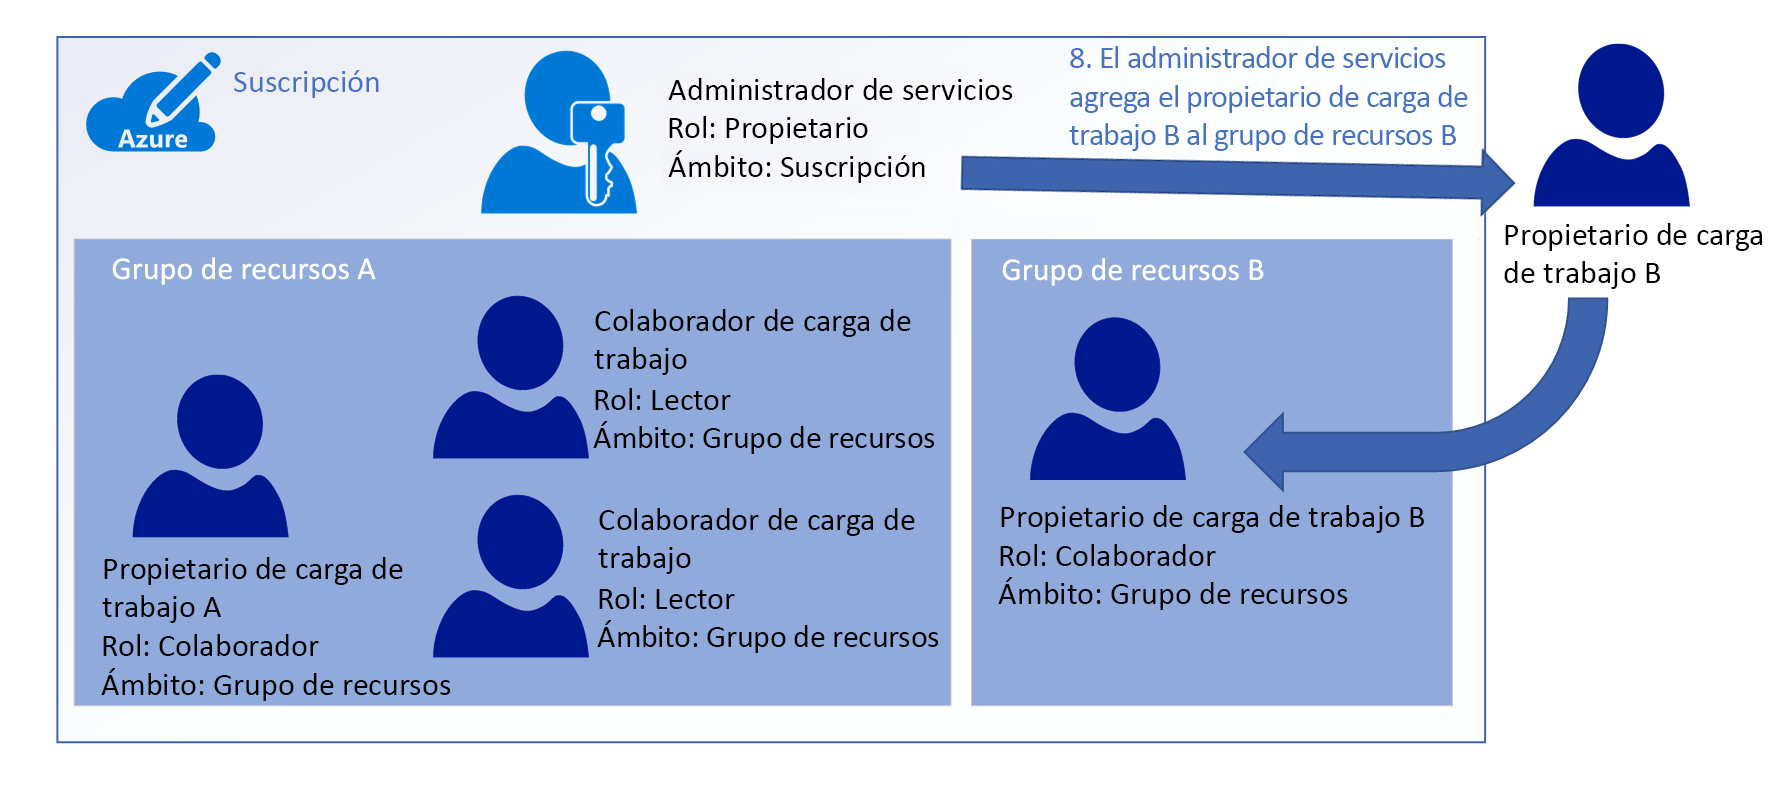 Azure
Suscripción
Administrador de servicios
Rol: Propietario
Ámbito: Suscripción
8. El administrador de servicios
agrega el propietario de carga de
trabajo B al grupo de recursos B
Propietario de carga
de trabajo B
Grupo de recursos A
Colaborador de carga de
trabajo
Rol: Lector
Ámbito: Grupo de recursos
Colaborador de carga de
trabajo
Rol: Lector
Ámbito: Grupo de recursos
Propietario de carga de
trabajo A
Rol: Colaborador
Ámbito: Grupo de recursos
Grupo de recursos B
Propietario de carga de trabajo B
Rol: Colaborador
Ámbito: Grupo de recursos